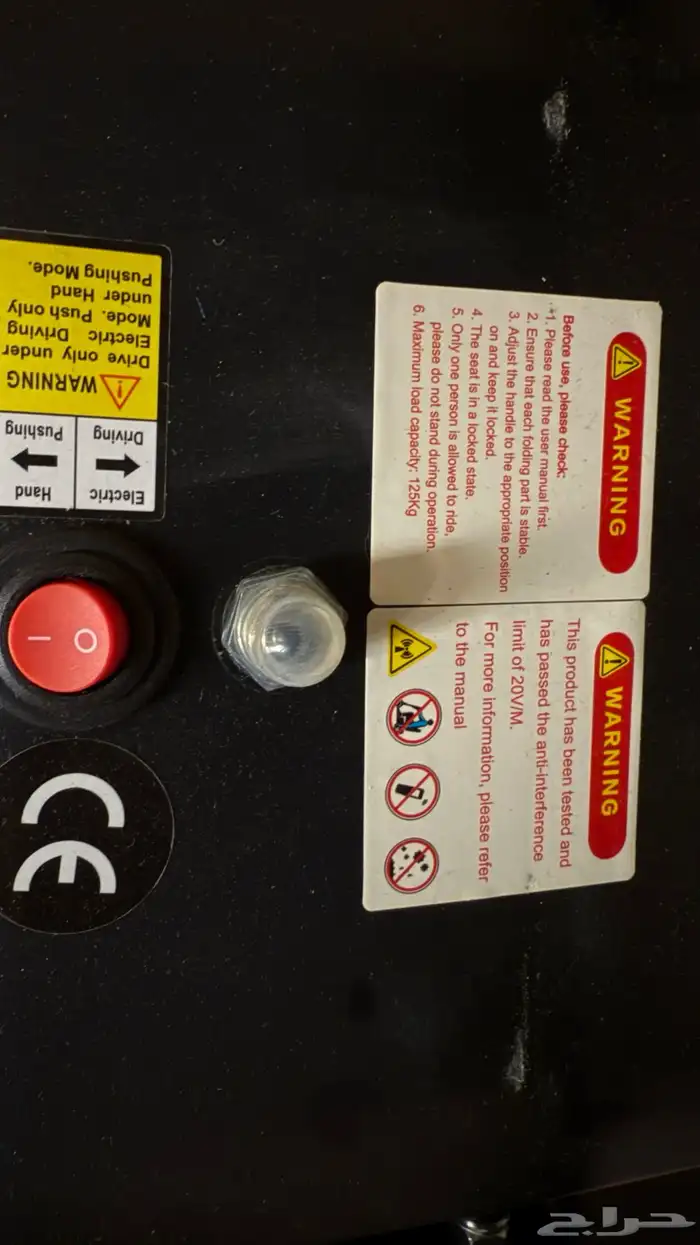 WARNING
Before use, please check:
1. Please read the user manual first.
2. Ensure that each folding part is stable.
3. Adjust the handle to the appropriate position
on and keep it locked.
4. The seat is in a locked state.
5. Only one person is allowed to ride,
please do not stand during operation.
6. Maximum load capacity: 125Kg
WARNING
This product has been tested and
has passed the anti-interference
limit of 20V/M.
For more information, please refer
to the manual
Electric
Driving
Hand
Pushing
WARNING
Drive only under
Electric Driving
Mode. Push only
under Hand
Pushing Mode.
O
I
CE
حراج